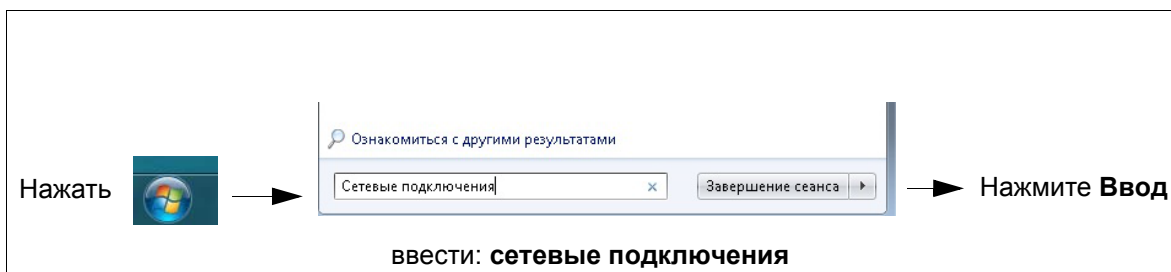 Ознакомиться с другими результатами
Нажать
Сетевые подключения
Завершение сеанса
Нажмите Ввод
ввести: сетевые подключения